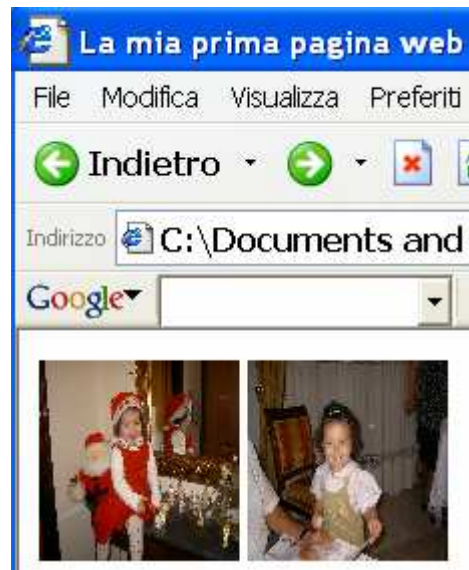 La mia prima pagina web
File Modifica Visualizza Preferiti
Indietro
Indirizzo C:\Documents and
Google